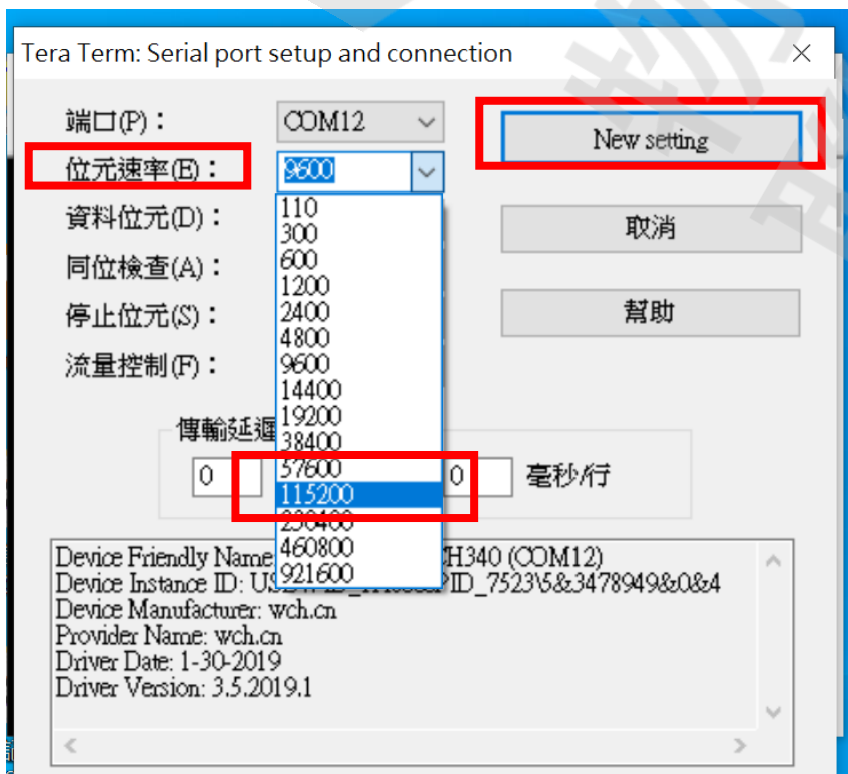 Tera Term: Serial port setup and connection
端口(P)：
COM12
New setting
位元速率(E)：
9600
資料位元(D)：
110
300
取消
同位檢查(A)：
600
1200
停止位元(S)：
2400
幫助
4800
流量控制(F)：
9600
14400
19200
傳輸延遲
38400
57600
0
0
毫秒/行
115200
230400
460800
921600
Device Friendly Name H340 (COM12)
Device Instance ID: PID_7523\5&3478949&0&4
Device Manufacturer: wch.cn
Provider Name: wch.cn
Driver Date: 1-30-2019
Driver Version: 3.5.2019.1